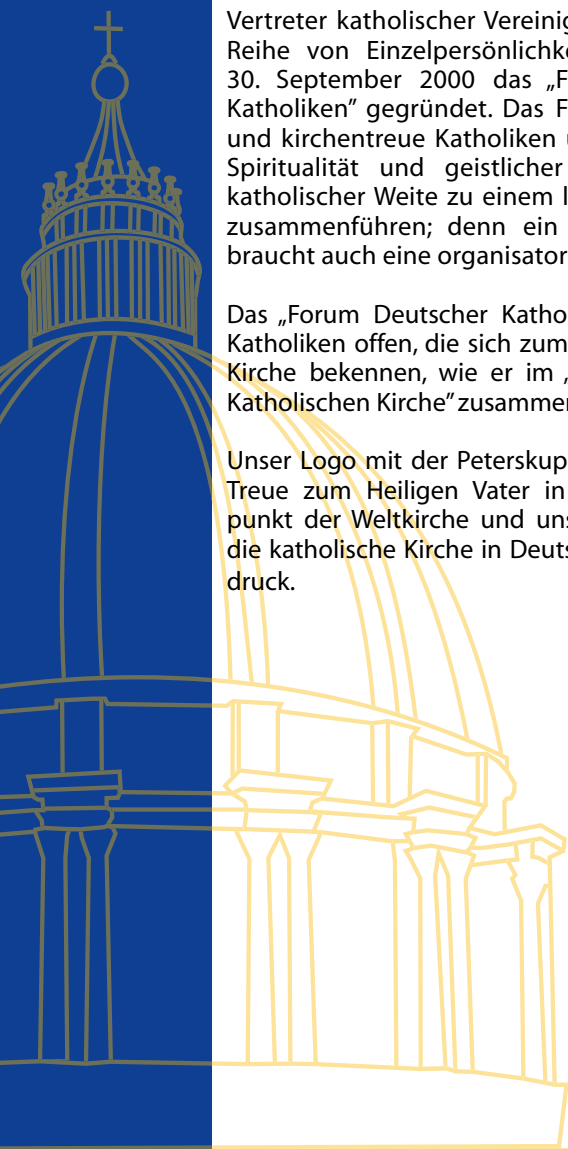 Vertreter katholischer Vereinig
Reihe von Einzelpersönlichke
30. September 2000 das „F
Katholiken” gegründet. Das F
und kirchentreue Katholiken u
Spiritualität und geistlicher
katholischer Weite zu einem l
zusammenführen; denn ein
braucht auch eine organisator
Das „Forum Deutscher Katho
Katholiken offen, die sich zum
Kirche bekennen, wie er im „
Katholischen Kirche” zusammen
Unser Logo mit der Peterskup
Treue zum Heiligen Vater in
punkt der Weltkirche und uns
die katholische Kirche in Deuts
druck.